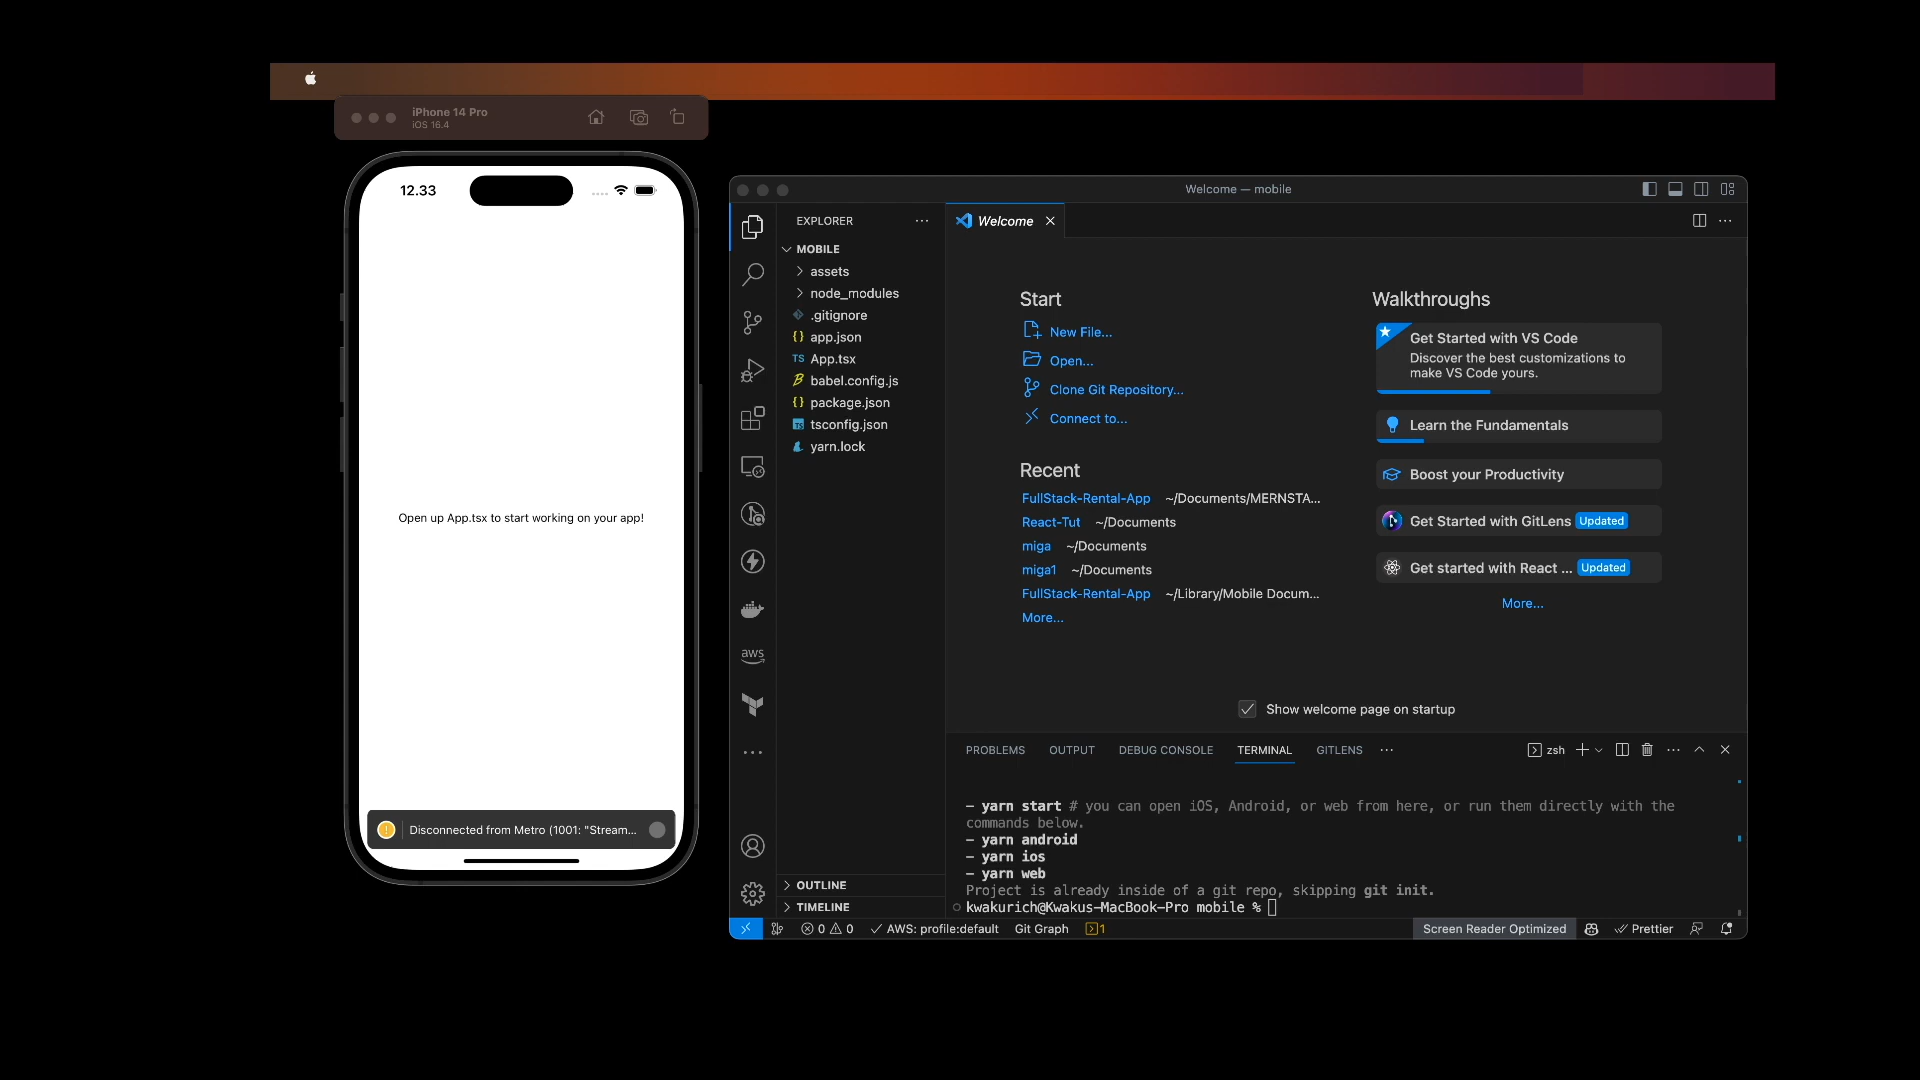 iPhone 14 Pro
iOS 16.4
12.33
Open up App.tsx to start working on your app!
Disconnected from Metro (1001: "Stream...
Welcome — mobile
EXPLORER
MOBILE
assets
node_modules
.gitignore
app.json
App.tsx
babel.config.js
package.json
tsconfig.json
yarn.lock
OUTLINE
TIMELINE
Welcome
Start
New File...
Open...
Clone Git Repository...
Connect to...
Recent
FullStack-Rental-App ~/Documents/MERNSTA...
React-Tut ~/Documents
miga ~/Documents
miga1 ~/Documents
FullStack-Rental-App ~/Library/Mobile Docum...
More...
Walkthroughs
Get Started with VS Code
Discover the best customizations to
make VS Code yours.
Learn the Fundamentals
Boost your Productivity
Get Started with GitLens Updated
Get started with React ... Updated
More...
Show welcome page on startup
PROBLEMS OUTPUT DEBUG CONSOLE TERMINAL GITLENS
zsh
- yarn start # you can open iOS, Android, or web from here, or run them directly with the
commands below.
- yarn android
- yarn ios
- yarn web
Project is already inside of a git repo, skipping git init.
kwakurich@Kwakus-MacBook-Pro mobile %
aws
0 0 AWS: profile:default Git Graph 1
Screen Reader Optimized Prettier